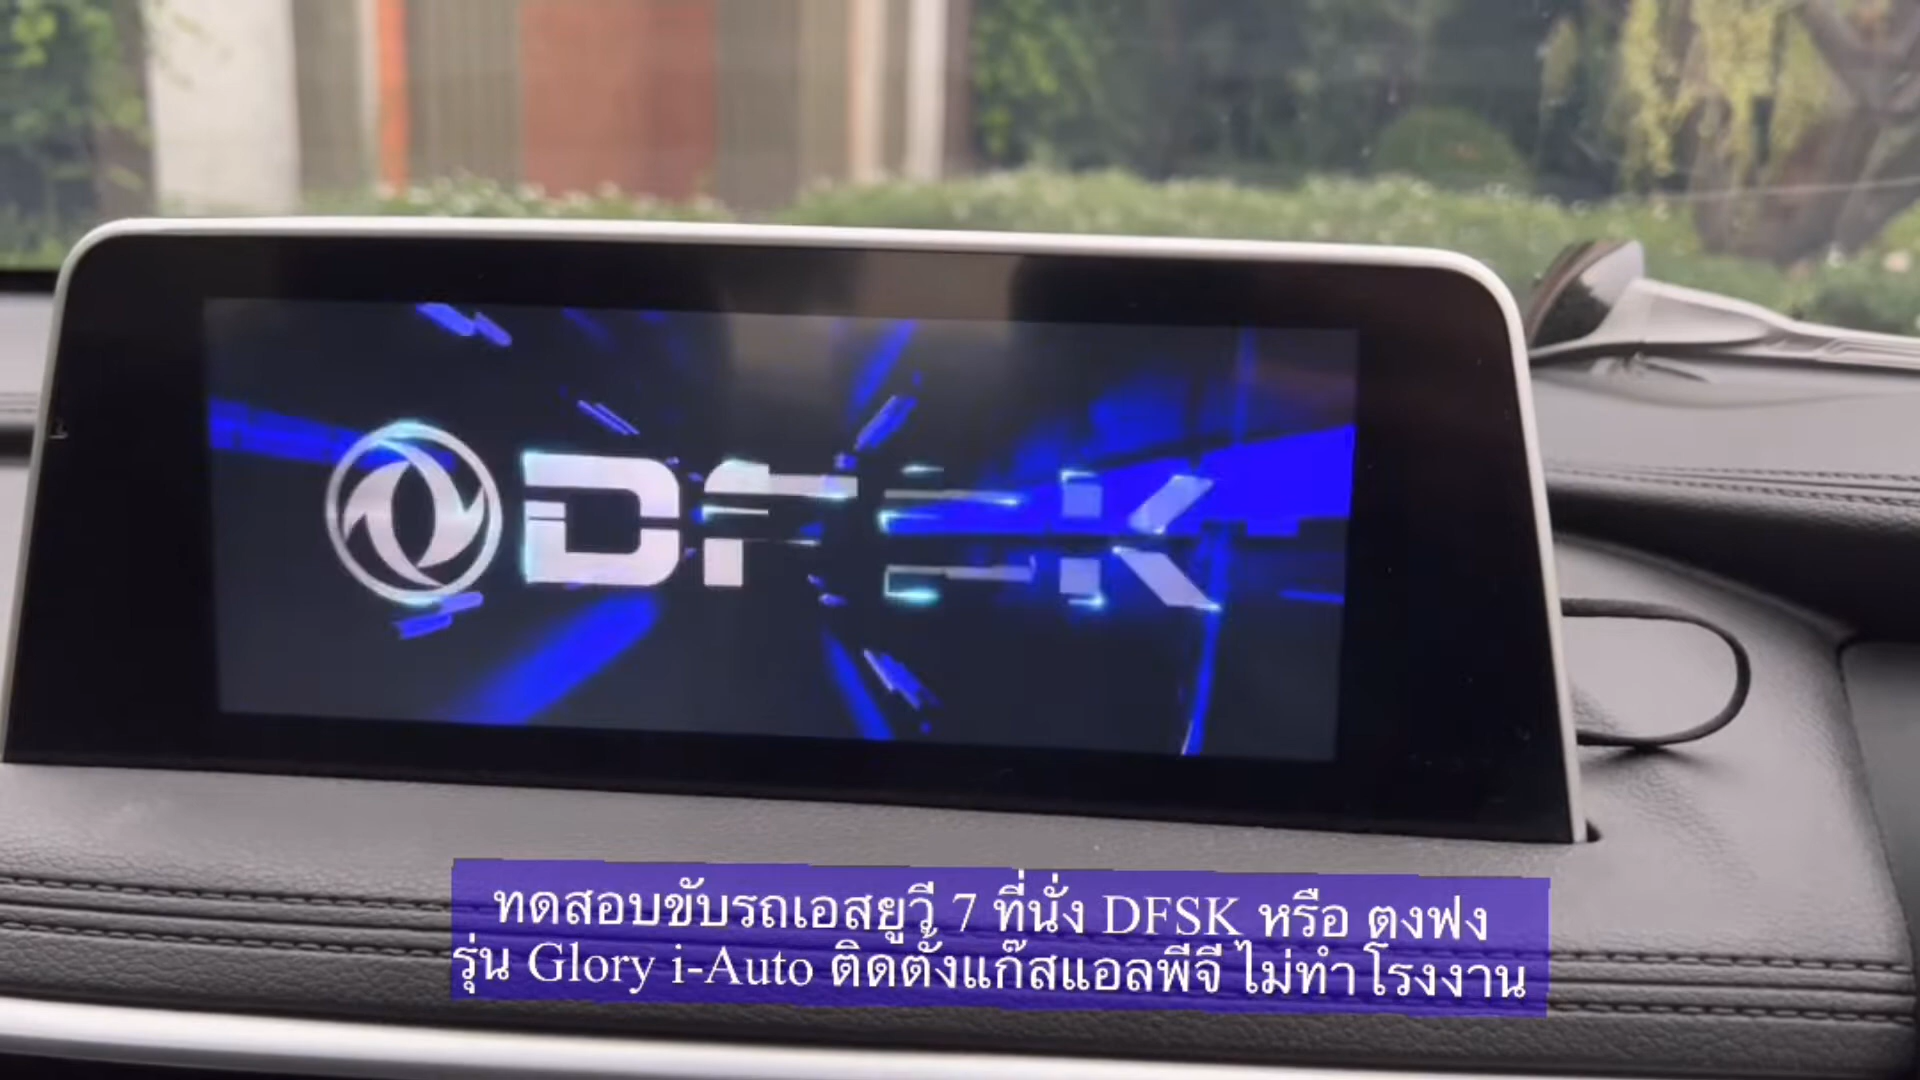 DFSK
ทดสอบขับรถเอสยูวี 7 ที่นั่ง DFSK หรือ ตงฟง
รุ่น Glory i-Auto ติดตั้งแก๊สแอลพีจี ไม่ทำโรงงาน